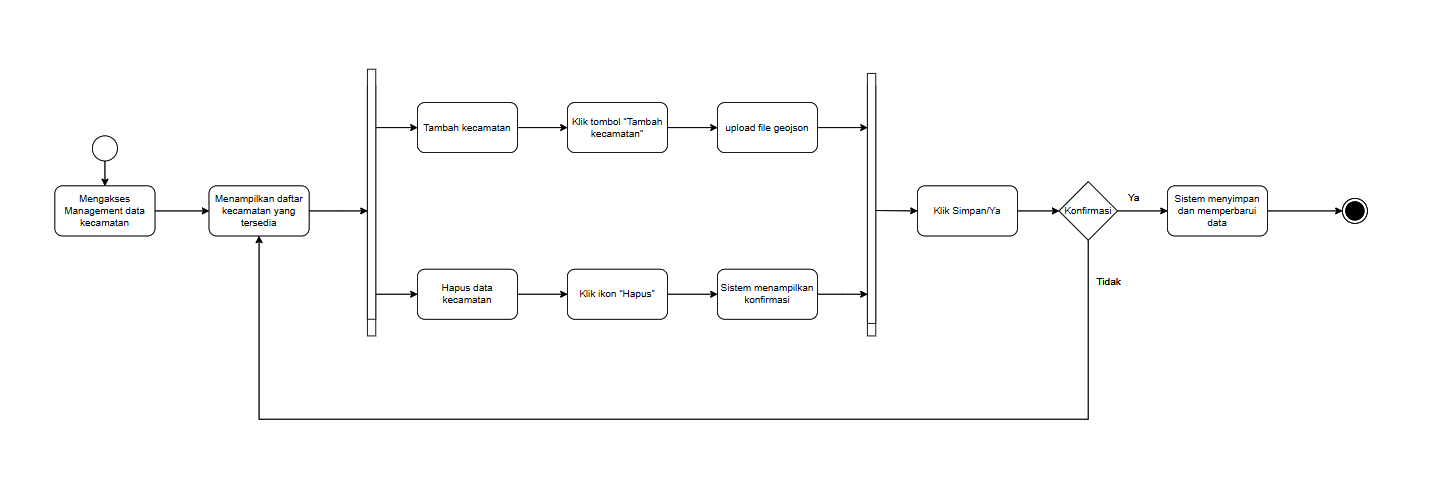 Mengakses
Management data
kecamatan
Menampilkan daftar
kecamatan yang
tersedia
Tambah kecamatan
Klik tombol “Tambah
kecamatan”
upload file geojson
Hapus data
kecamatan
Klik ikon “Hapus”
Sistem menampilkan
konfirmasi
Klik Simpan/Ya
Konfirmasi
Ya
Tidak
Sistem menyimpan
dan memperbarui
data